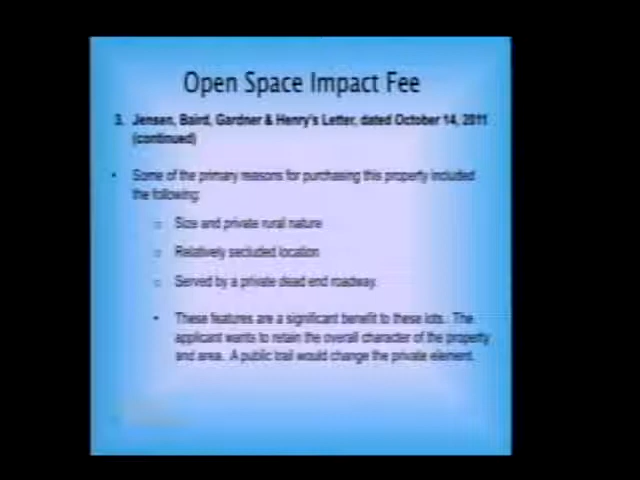 Open Space Impact Fee
3. Jensen, Baird, Gardner & Henry's Letter, dated October 14, 2011
(continued)
• Some of the primary reasons for purchasing this property included
the following:
o Size and private rural nature
o Relatively secluded location
o Served by a private dead end roadway.
• These features are a significant benefit to these lots. The
applicant wants to retain the overall character of the property
and area. A public trail would change the private element.